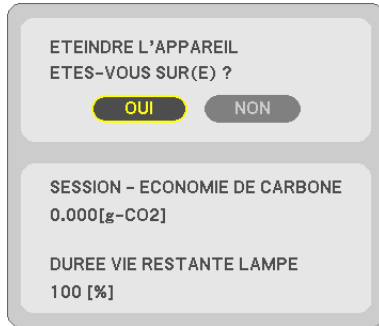 ETEINDRE L'APPAREIL
ETES-VOUS SUR(E) ?
OUI NON
SESSION - ECONOMIE DE CARBONE
0.000[g-CO2]
DUREE VIE RESTANTE LAMPE
100 [%]